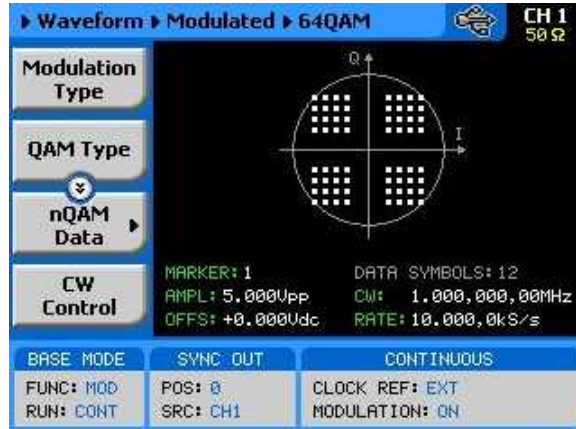 Waveform Modulated 64QAM
CH 1
50 Ω
Modulation
Type
QAM Type
nQAM
Data
CW
Control
Q
I
MARKER: 1
DATA SYMBOLS: 12
AMPL: 5.000Vpp
CW: 1.000,000,00MHz
OFFS: +0.000Vdc
RATE: 10.000,0kS/s
BASE MODE
SYNC OUT
CONTINUOUS
FUNC: MOD
POS: 0
CLOCK REF: EXT
RUN: CONT
SRC: CH1
MODULATION: ON